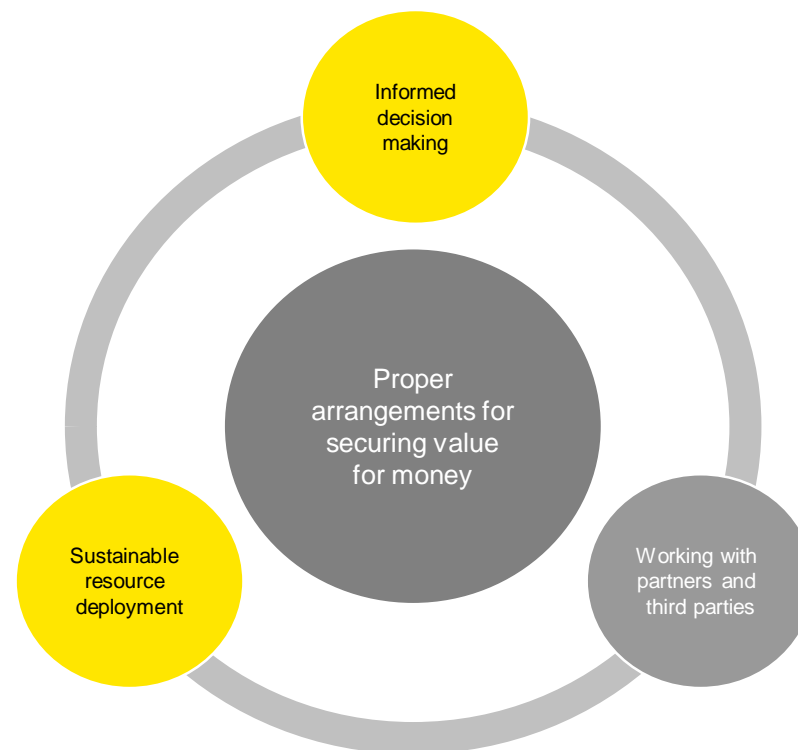 Informed
decision
making
Proper
arrangements for
securing value
for money
Sustainable
resource
deployment
Working with
partners and
third parties